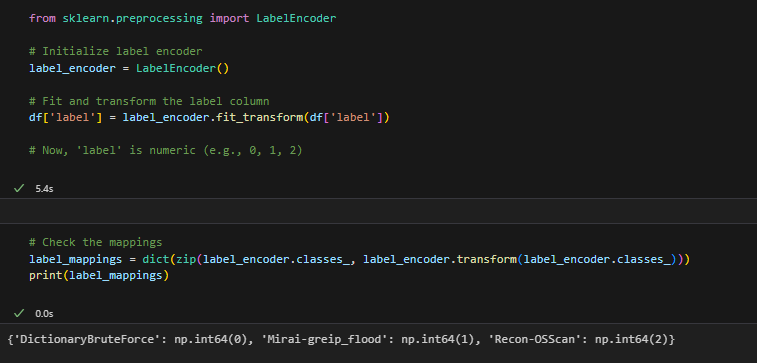 from sklearn.preprocessing import LabelEncoder
# Initialize label encoder
label_encoder = LabelEncoder()
# Fit and transform the label column
df['label'] = label_encoder.fit_transform(df['label'])
# Now, 'label' is numeric (e.g., 0, 1, 2)
5.4s
# Check the mappings
label_mappings = dict(zip(label_encoder.classes_, label_encoder.transform(label_encoder.classes_)))
print(label_mappings)
0.0s
{'DictionaryBruteForce': np.int64(0), 'Mirai-greip_flood': np.int64(1), 'Recon-OSScan': np.int64(2)}